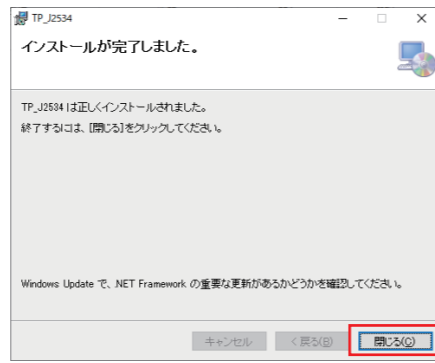 TP_J2534
インストールが完了しました。
TP_J2534 は正しくインストールされました。
終了するには、[閉じる]をクリックしてください。
Windows Update で、.NET Framework の重要な更新があるかどうかを確認してください。
キャンセル < 戻る(B) 閉じる(C)